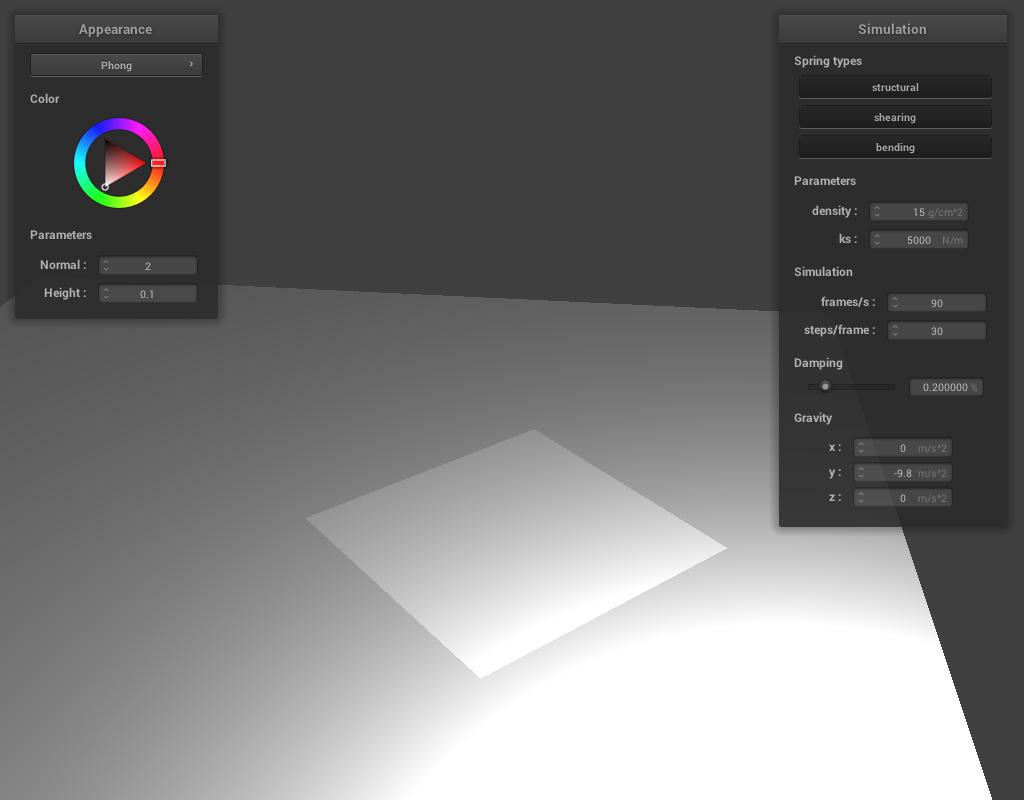 Appearance
Phong
Color
Parameters
Normal : 2
Height : 0.1
Simulation
Spring types
structural
shearing
bending
Parameters
density : 15 g/cm^2
ks : 5000 N/m
Simulation
frames/s : 90
steps/frame : 30
Damping
0.200000 %
Gravity
x : 0 m/s^2
y : -9.8 m/s^2
z : 0 m/s^2